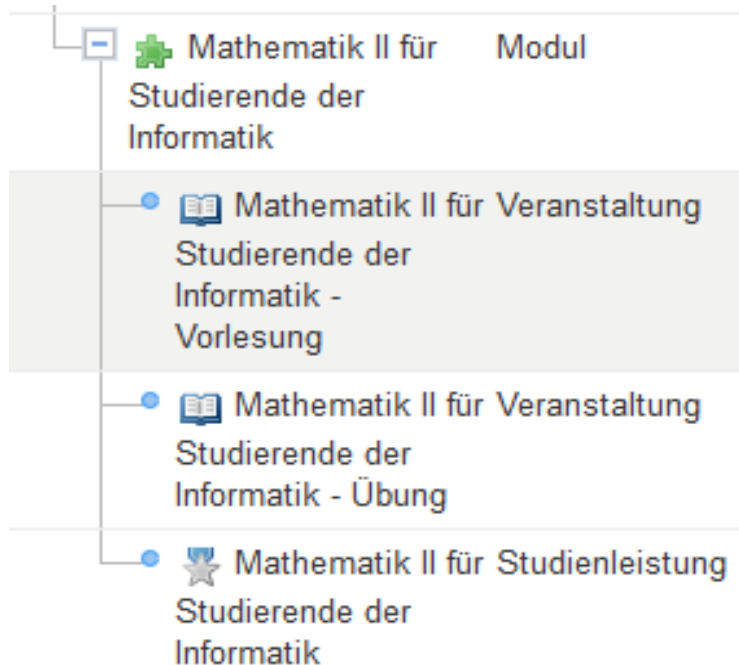 Mathematik II für Modul
Studierende der
Informatik
Mathematik II für Veranstaltung
Studierende der
Informatik -
Vorlesung
Mathematik II für Veranstaltung
Studierende der
Informatik - Übung
Mathematik II für Studienleistung
Studierende der
Informatik